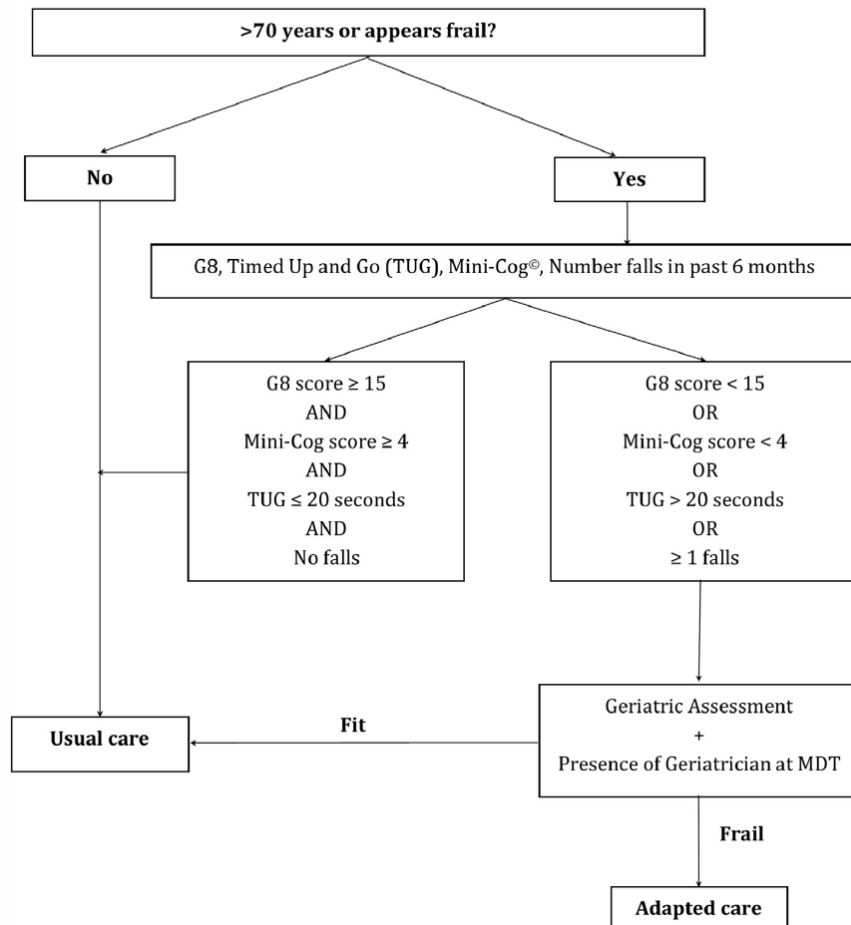 >70 years or appears frail?
No
Yes
G8, Timed Up and Go (TUG), Mini-Cog©, Number falls in past 6 months
G8 score ≥ 15
AND
Mini-Cog score ≥ 4
AND
TUG ≤ 20 seconds
AND
No falls
G8 score < 15
OR
Mini-Cog score < 4
OR
TUG > 20 seconds
OR
≥ 1 falls
Geriatric Assessment
+
Presence of Geriatrician at MDT
Fit
Usual care
Frail
Adapted care